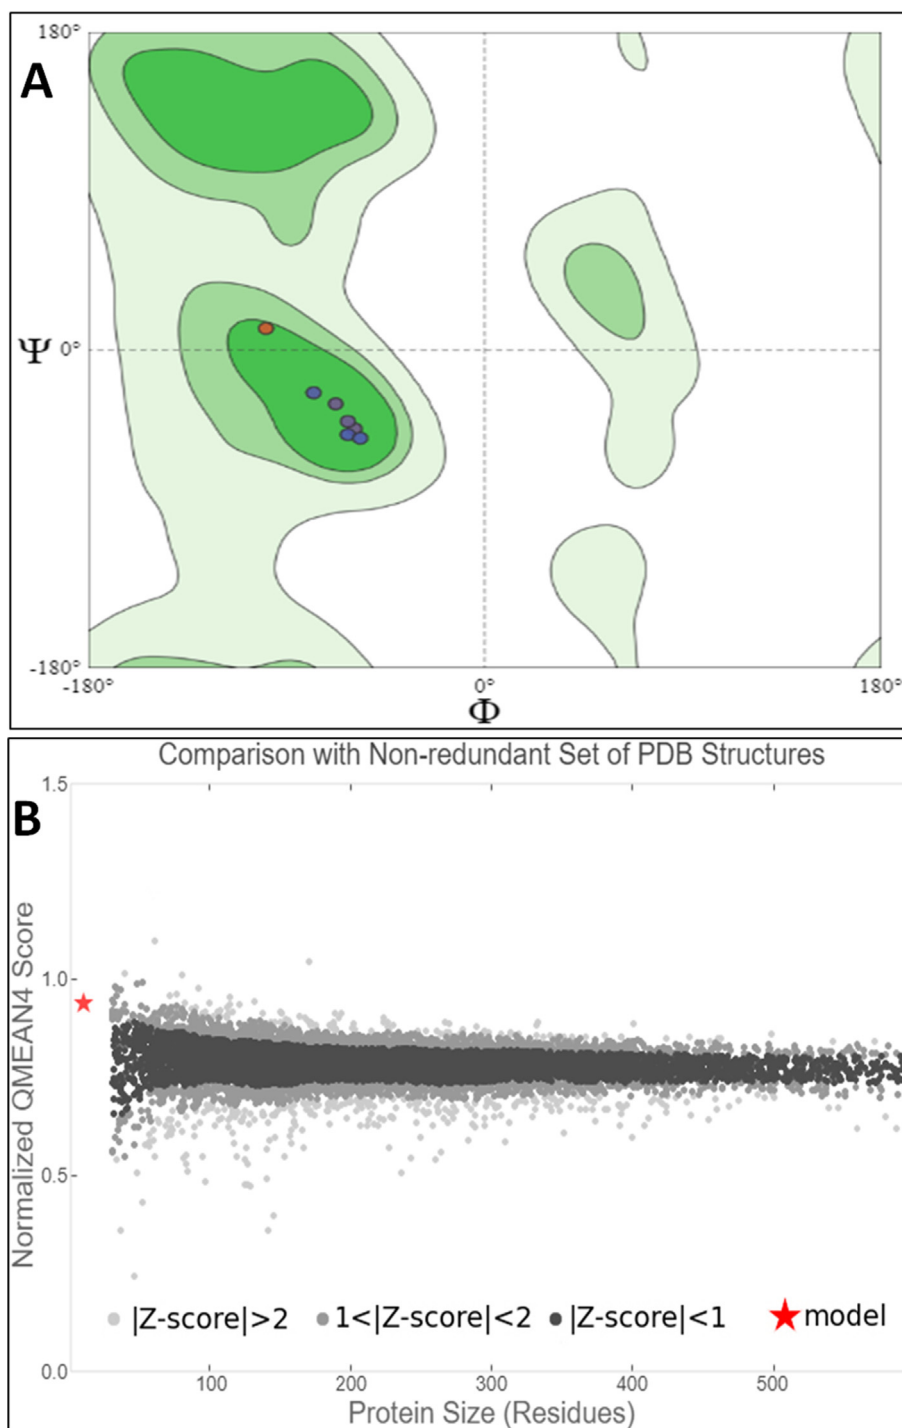 A
180°
Ψ 0°
-180°
-180° 0° 180°
Φ
Comparison with Non-redundant Set of PDB Structures
B
1.5
1.0
0.5
0.0
Normalized QMEAN4 Score
|Z-score|>2 1<|Z-score|<2 |Z-score|<1 model
100 200 300 400 500
Protein Size (Residues)